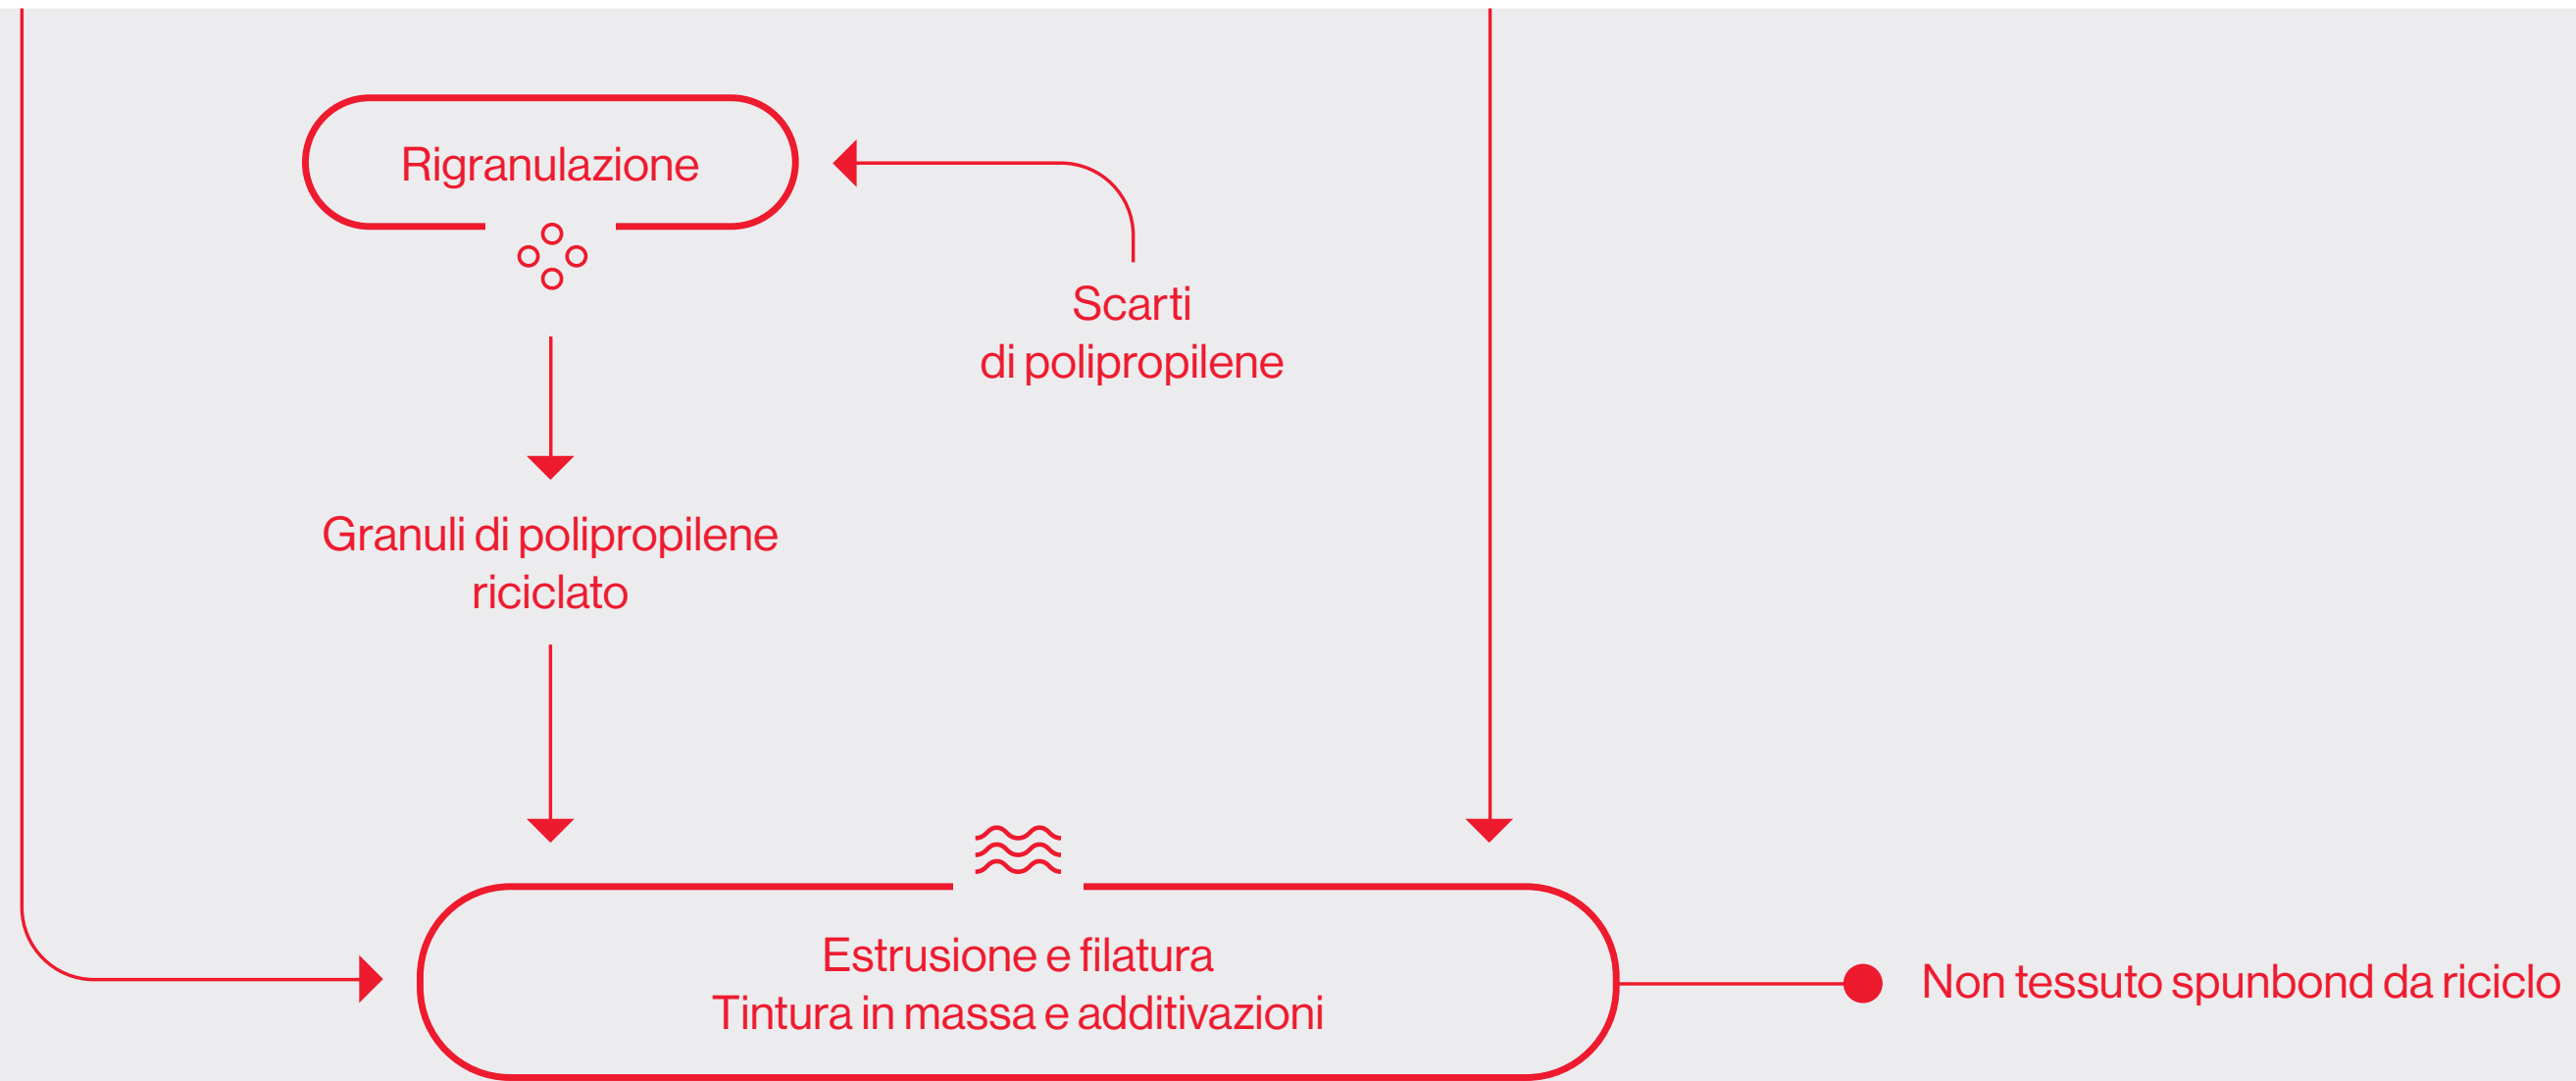 Rigranulazione
Scarti
di polipropilene
Granuli di polipropilene
riciclato
Estrusione e filatura
Tintura in massa e additivazioni
Non tessuto spunbond da riciclo